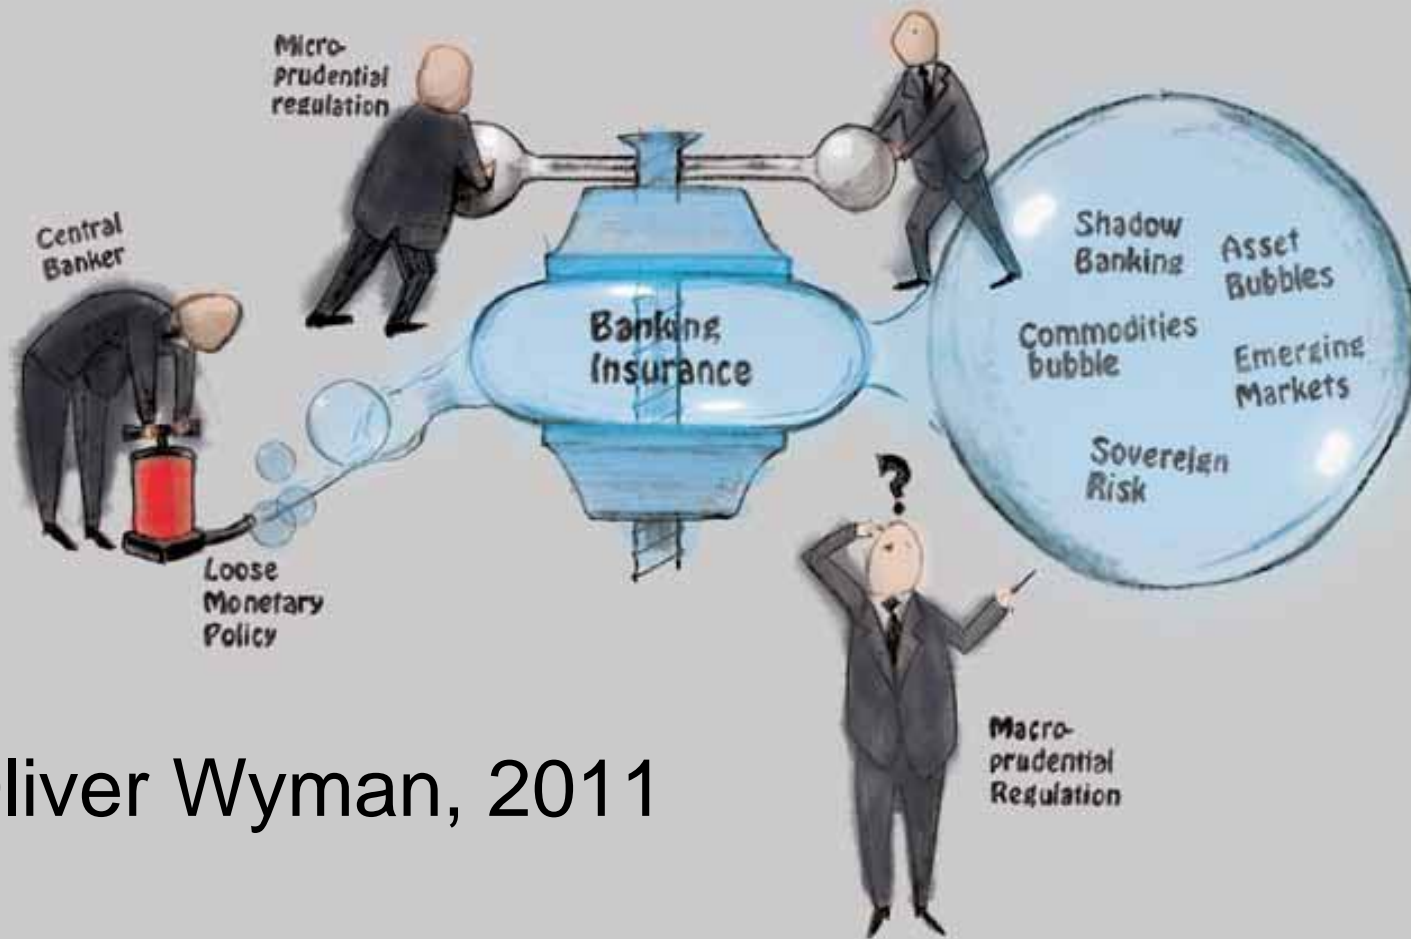 Micro-
prudential
regulation
Central
Banker
Banking
Insurance
Shadow
Banking
Asset
Bubbles
Commodities
bubble
Emerging
Markets
Sovereign
Risk
?
Loose
Monetary
Policy
Macro-
prudential
Regulation
liver Wyman, 2011